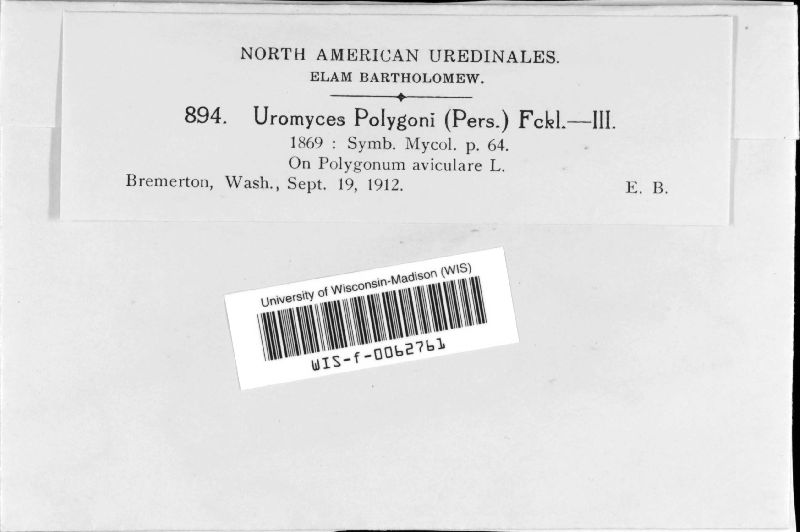 NORTH AMERICAN UREDINALES.
ELAM BARTHOLOMEW.
894. Uromyces Polygoni (Pers.) Fckl.—III.
1869 : Symb. Mycol. p. 64.
On Polygonum aviculare L.
Bremerton, Wash., Sept. 19, 1912. E. B.
University of Wisconsin-Madison (WIS)
WIS-f-0062761